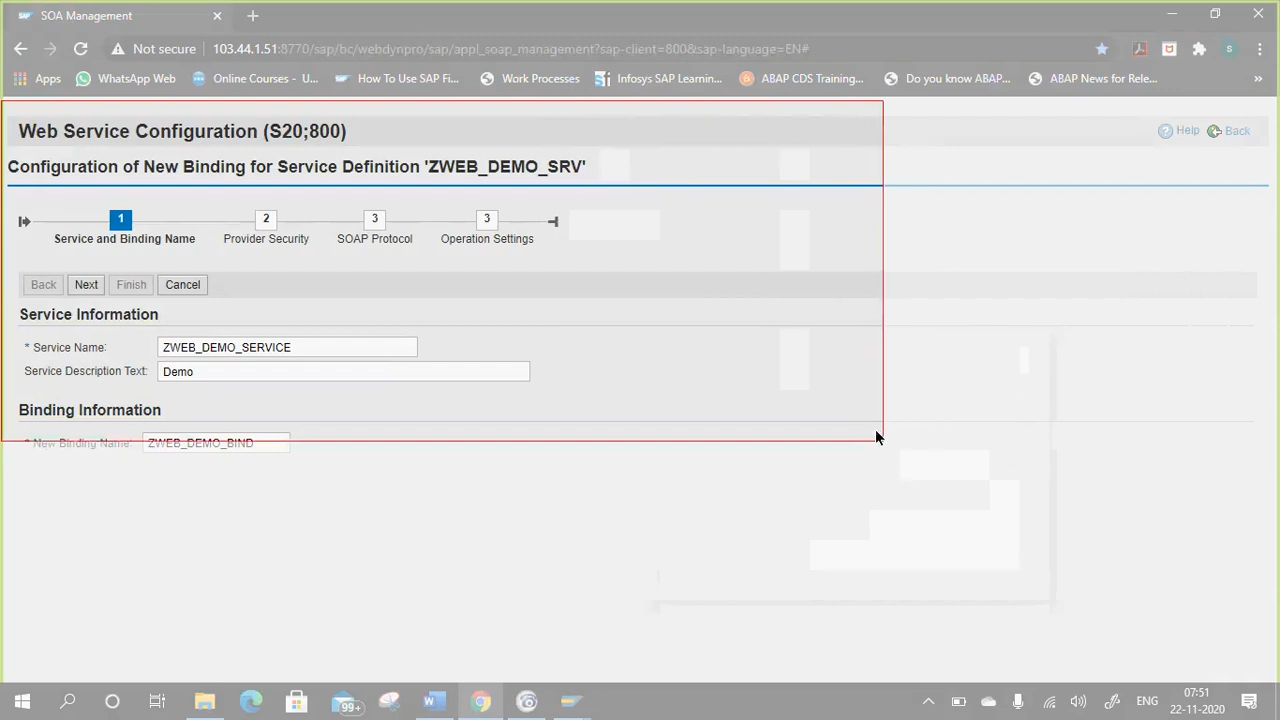 SOA Management
Not secure
103.44.1.51:8770/sap/bc/webdynpro/sap/appl_soap_management?sap-client=800&sap-language=EN#
S
Apps
WhatsApp Web
Online Courses - U...
How To Use SAP Fi...
Work Processes
Infosys SAP Learnin...
ABAP CDS Training...
Do you know ABAP...
ABAP News for Rele...
»
Web Service Configuration (S20;800)
Help
Back
Configuration of New Binding for Service Definition 'ZWEB_DEMO_SRV'
1
2
3
3
Service and Binding Name
Provider Security
SOAP Protocol
Operation Settings
Back
Next
Finish
Cancel
Service Information
* Service Name:
ZWEB_DEMO_SERVICE
Service Description Text:
Demo
Binding Information
* New Binding Name:
ZWEB_DEMO_BIND
99+
ENG
07:51
22-11-2020